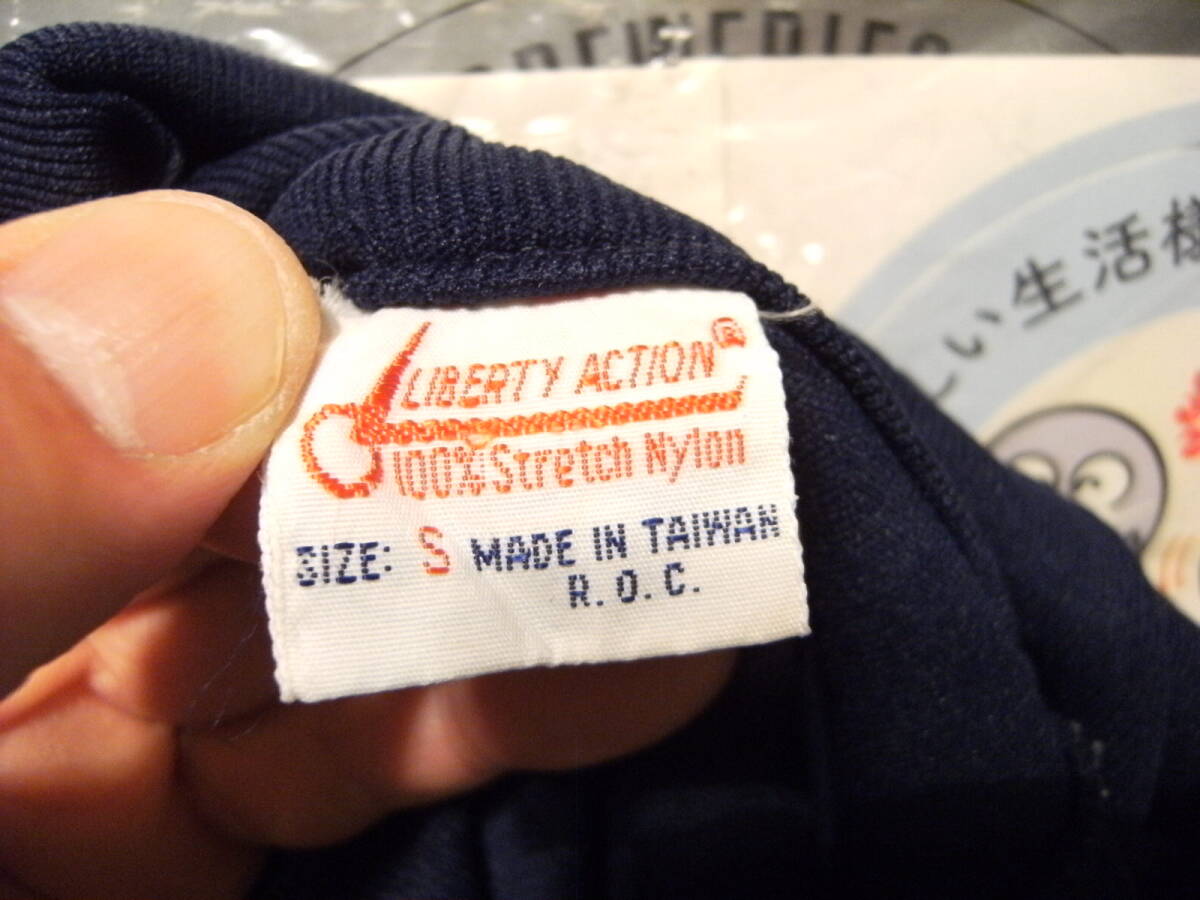 LIBERTY ACTION®
100% Stretch Nylon
SIZE: S MADE IN TAIWAN
R.O.C.
い生活様